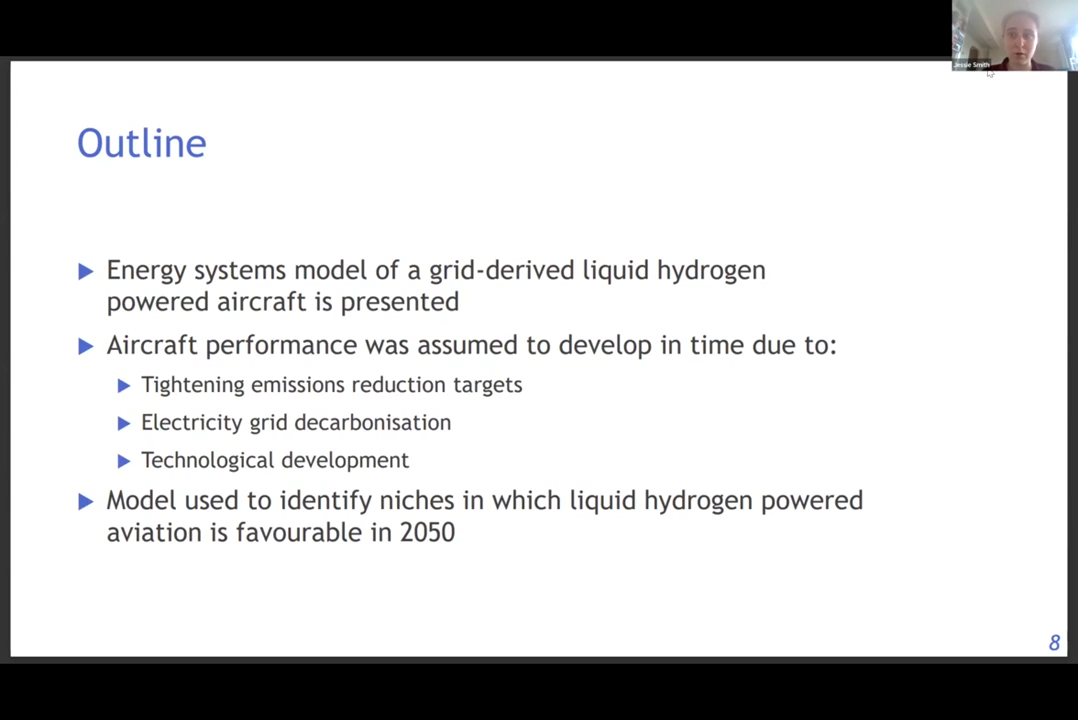 Jessie Smith
Outline
Energy systems model of a grid-derived liquid hydrogen
powered aircraft is presented
Aircraft performance was assumed to develop in time due to:
Tightening emissions reduction targets
Electricity grid decarbonisation
Technological development
Model used to identify niches in which liquid hydrogen powered
aviation is favourable in 2050
8